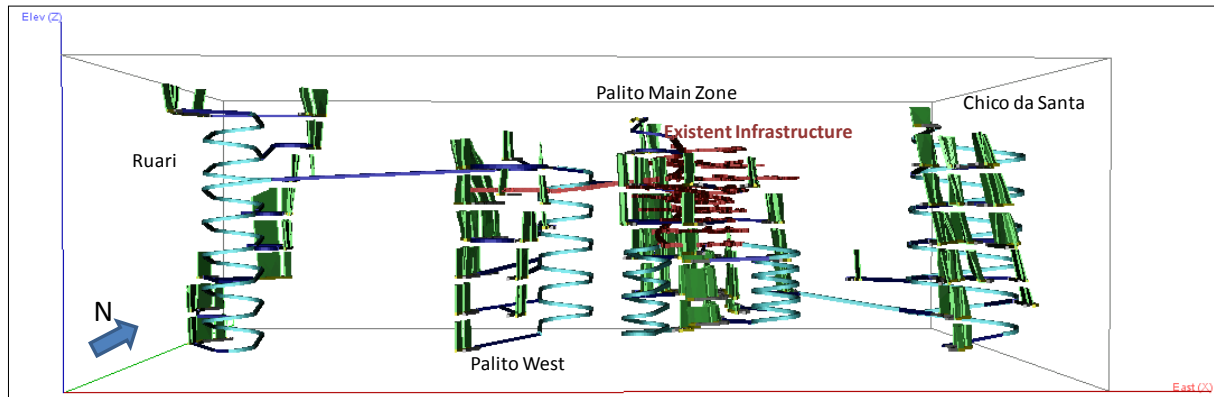 Elev (Z)
Palito Main Zone
Chico da Santa
Existent Infrastructure
Ruari
N
Palito West
East (X)